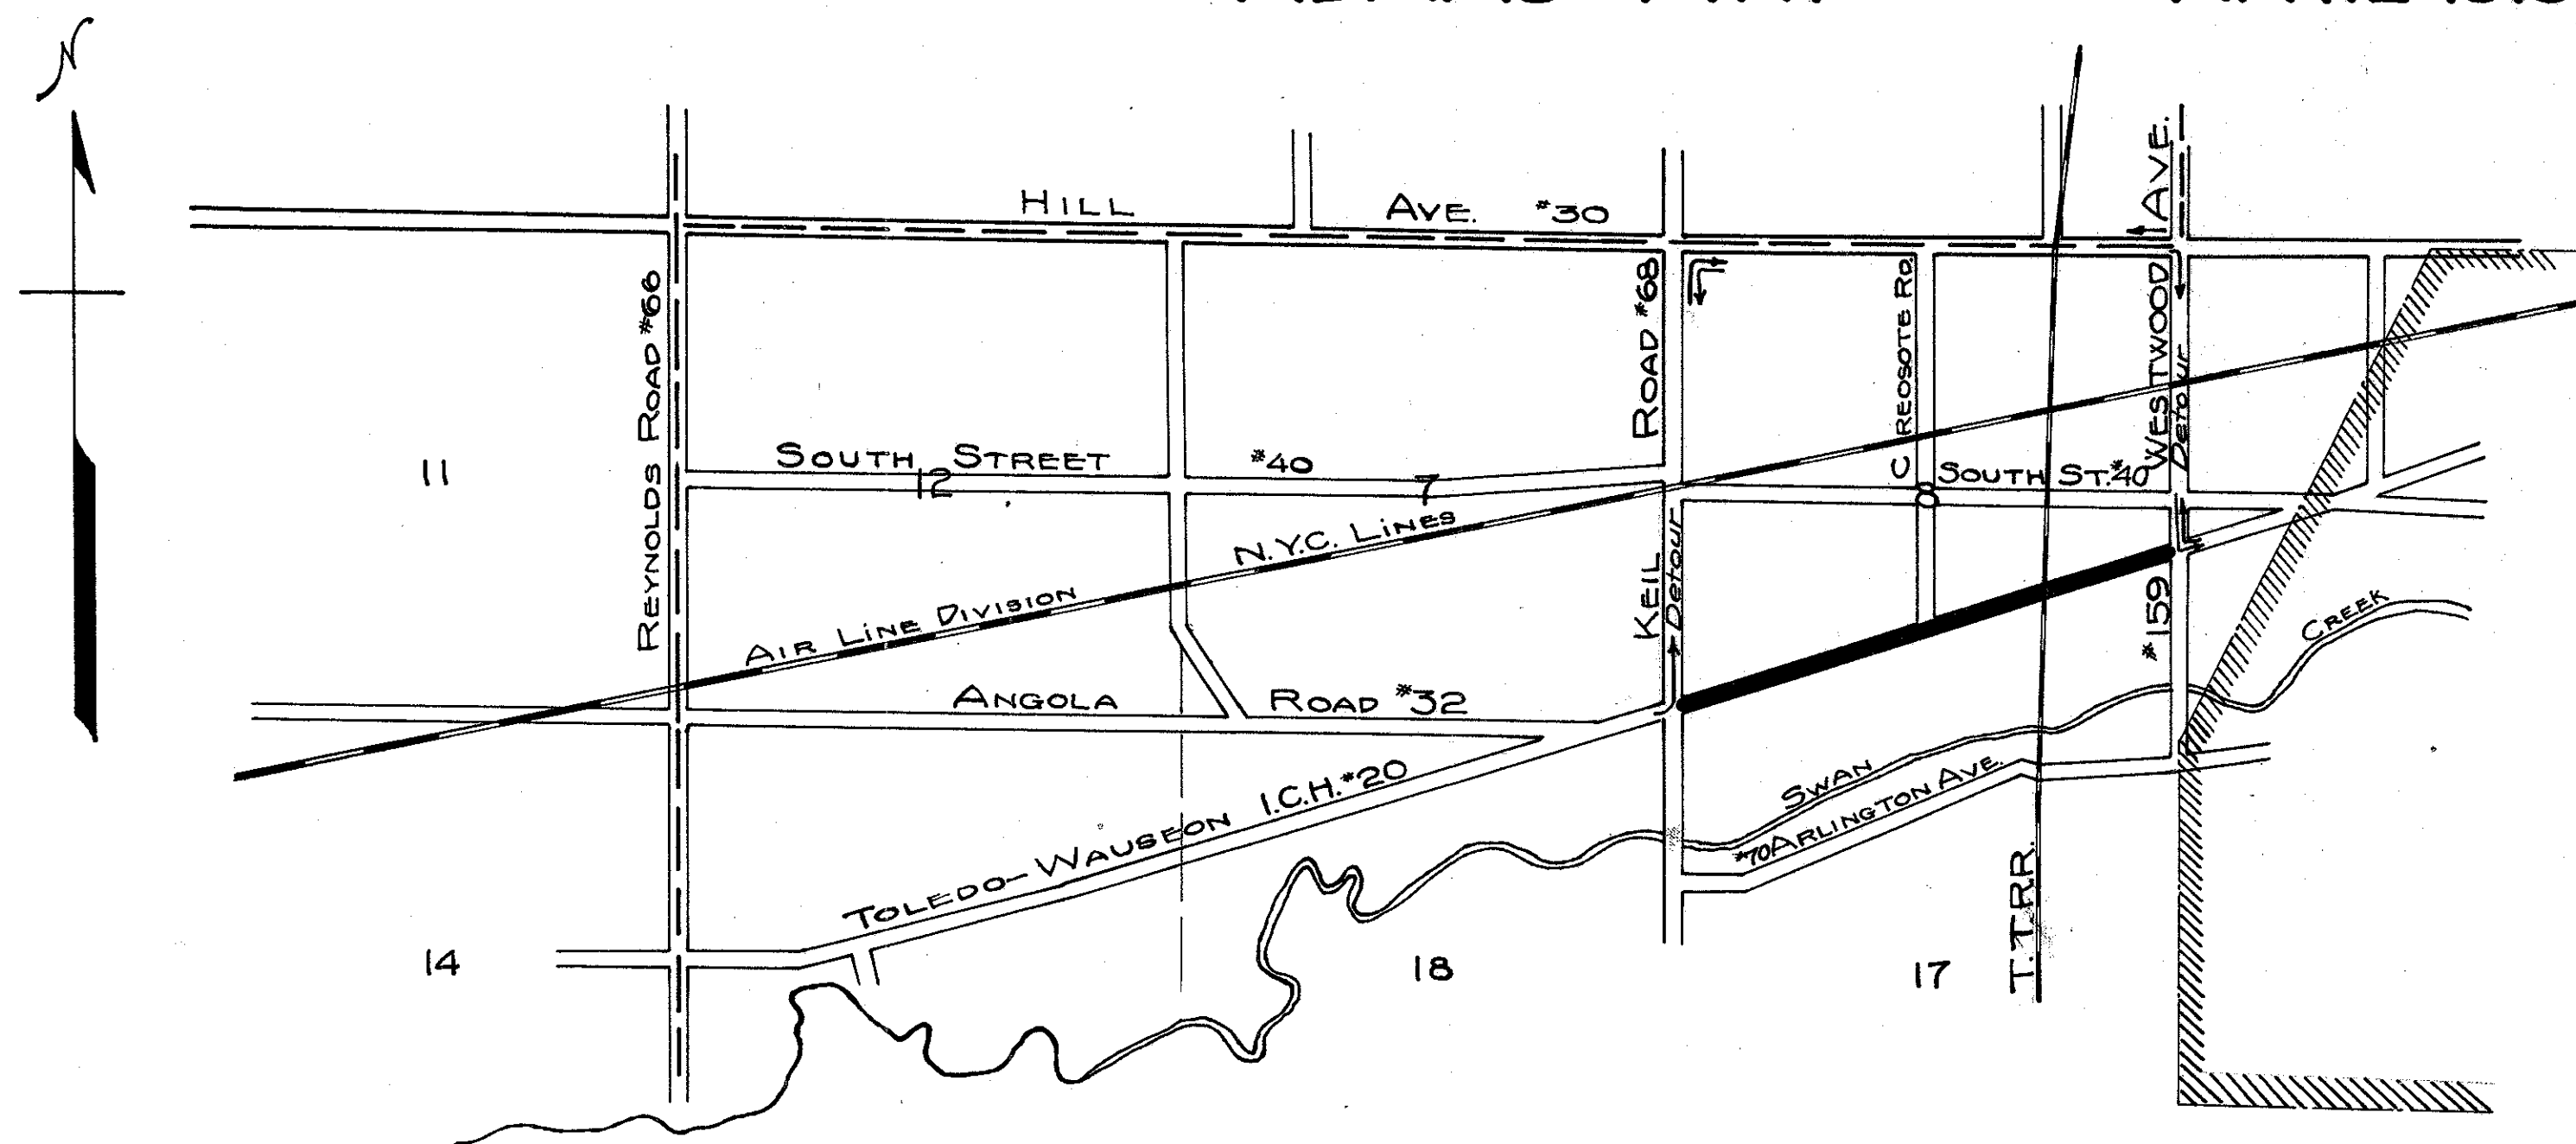 N
HILL AVE. #30
WESTWOOD AVE.
Detour
#159
REYNOLDS ROAD #66
KEIL ROAD #68
Detour
CREOSOTE RD.
11
SOUTH STREET #40
12
7
8
SOUTH ST. #40
N.Y.C. LINES
AIR LINE DIVISION
ANGOLA ROAD #32
CREEK
SWAN
#70 ARLINGTON AVE.
TOLEDO-WAUSEON I.C.H. #20
T.T.R.R.
14
18
17